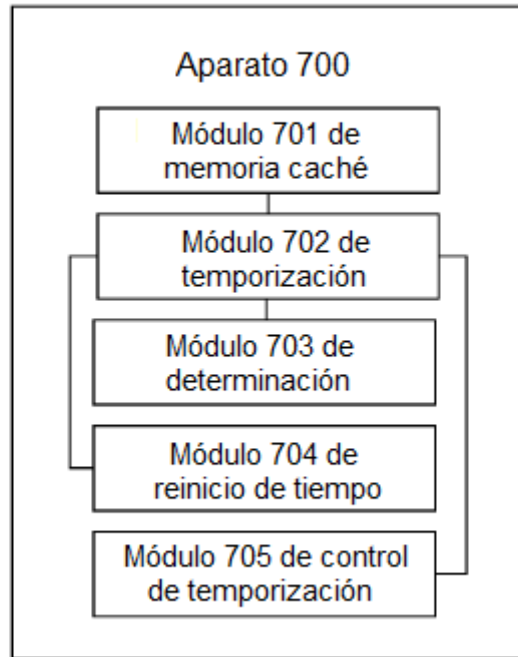 Aparato 700
Módulo 701 de
memoria caché
Módulo 702 de
temporización
Módulo 703 de
determinación
Módulo 704 de
reinicio de tiempo
Módulo 705 de control
de temporización